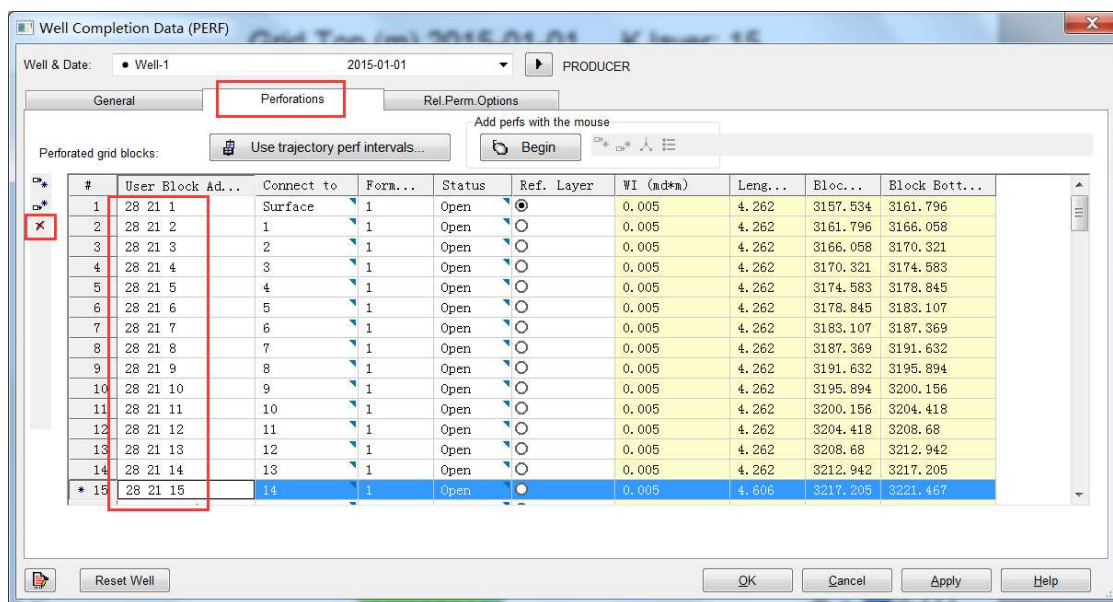 Well Completion Data (PERF)
Grid Top (m) 2015-01-01 K layer: 15
Well & Date: Well-1 2015-01-01 PRODUCER
General Perforations Rel.Perm.Options
Add perfs with the mouse
Perforated grid blocks: Use trajectory perf intervals... Begin
# User Block Ad... Connect to Form... Status Ref. Layer WI (md*m) Leng... Bloc... Block Bott...
1 28 21 1 Surface 1 Open 0.005 4.262 3157.534 3161.796
2 28 21 2 1 1 Open 0.005 4.262 3161.796 3166.058
3 28 21 3 2 1 Open 0.005 4.262 3166.058 3170.321
4 28 21 4 3 1 Open 0.005 4.262 3170.321 3174.583
5 28 21 5 4 1 Open 0.005 4.262 3174.583 3178.845
6 28 21 6 5 1 Open 0.005 4.262 3178.845 3183.107
7 28 21 7 6 1 Open 0.005 4.262 3183.107 3187.369
8 28 21 8 7 1 Open 0.005 4.262 3187.369 3191.632
9 28 21 9 8 1 Open 0.005 4.262 3191.632 3195.894
10 28 21 10 9 1 Open 0.005 4.262 3195.894 3200.156
11 28 21 11 10 1 Open 0.005 4.262 3200.156 3204.418
12 28 21 12 11 1 Open 0.005 4.262 3204.418 3208.68
13 28 21 13 12 1 Open 0.005 4.262 3208.68 3212.942
14 28 21 14 13 1 Open 0.005 4.262 3212.942 3217.205
* 15 28 21 15 14 1 Open 0.005 4.606 3217.205 3221.467
Reset Well OK Cancel Apply Help